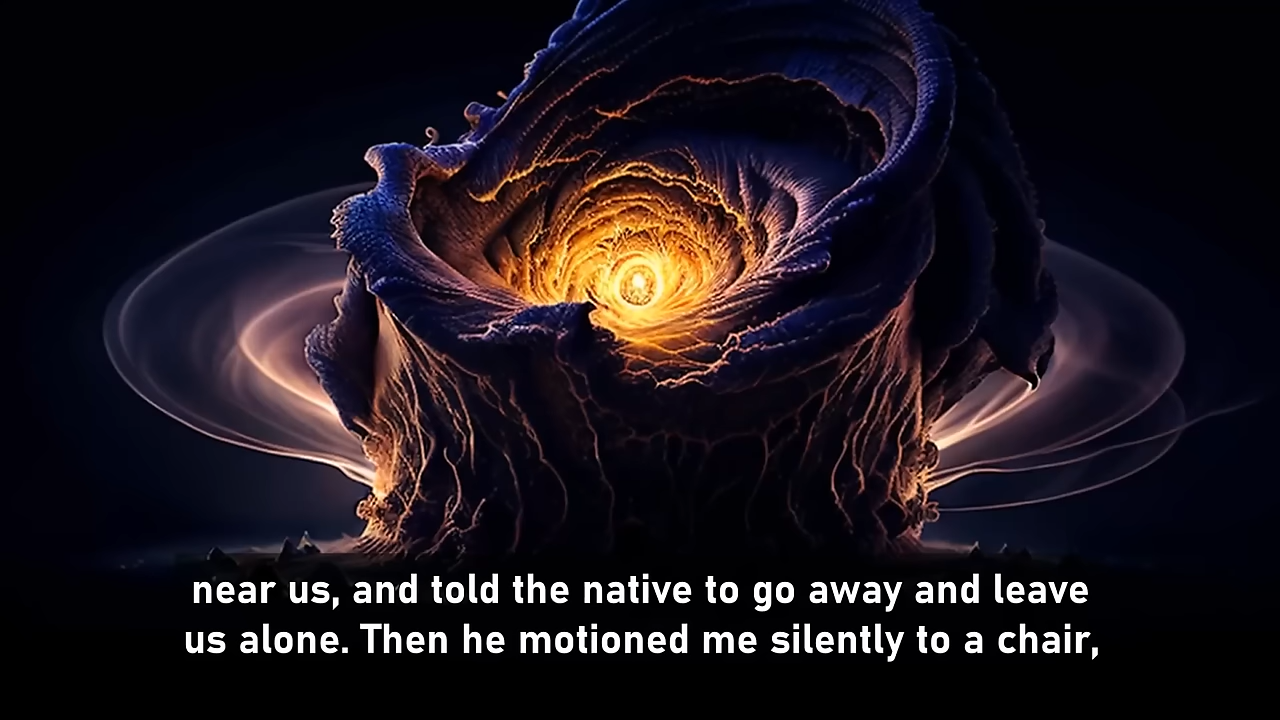 near us, and told the native to go away and leave
us alone. Then he motioned me silently to a chair,